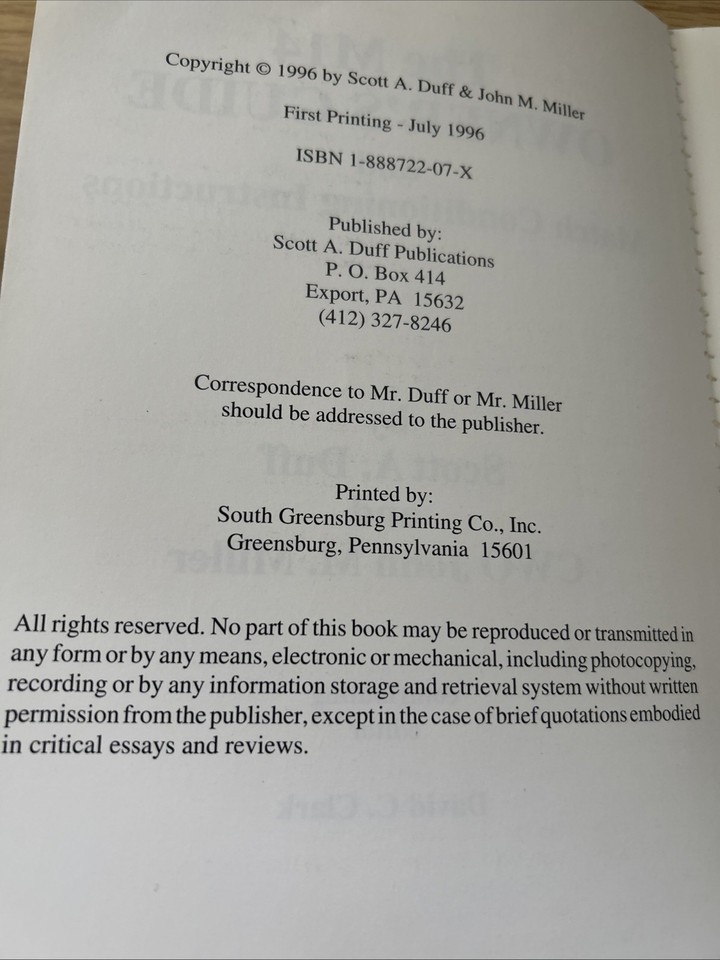 Copyright © 1996 by Scott A. Duff & John M. Miller
First Printing - July 1996
ISBN 1-888722-07-X
Published by:
Scott A. Duff Publications
P. O. Box 414
Export, PA 15632
(412) 327-8246
Correspondence to Mr. Duff or Mr. Miller
should be addressed to the publisher.
Printed by:
South Greensburg Printing Co., Inc.
Greensburg, Pennsylvania 15601
All rights reserved. No part of this book may be reproduced or transmitted in
any form or by any means, electronic or mechanical, including photocopying,
recording or by any information storage and retrieval system without written
permission from the publisher, except in the case of brief quotations embodied
in critical essays and reviews.